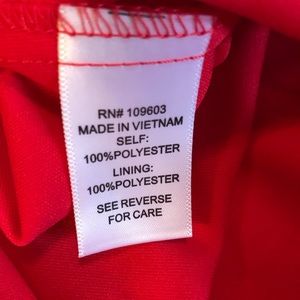 RN# 109603
MADE IN VIETNAM
SELF:
100%POLYESTER
LINING:
100%POLYESTER
SEE REVERSE
FOR CARE